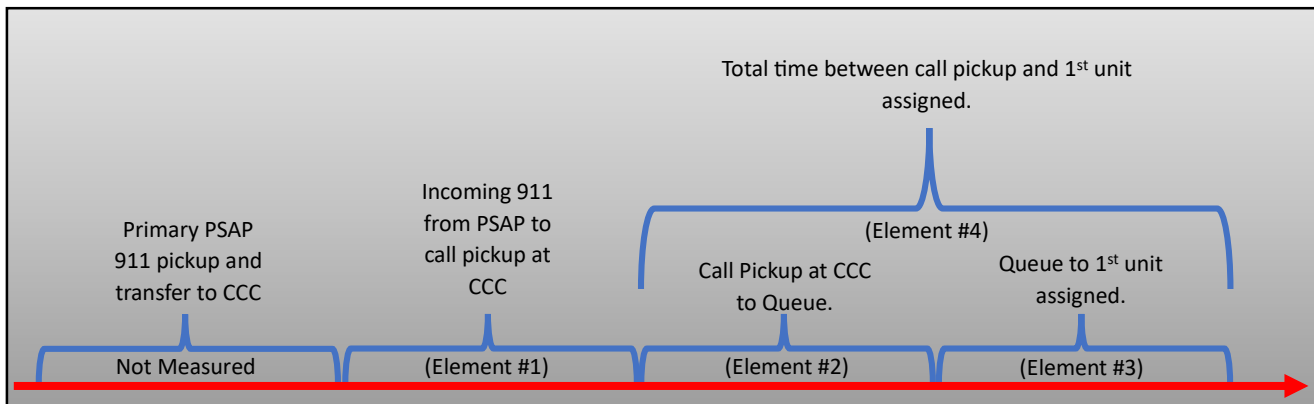 Total time between call pickup and 1st unit
assigned.
Primary PSAP
911 pickup and
transfer to CCC
Not Measured
Incoming 911
from PSAP to
call pickup at
CCC
(Element #1)
(Element #4)
Call Pickup at CCC
to Queue.
(Element #2)
Queue to 1st unit
assigned.
(Element #3)